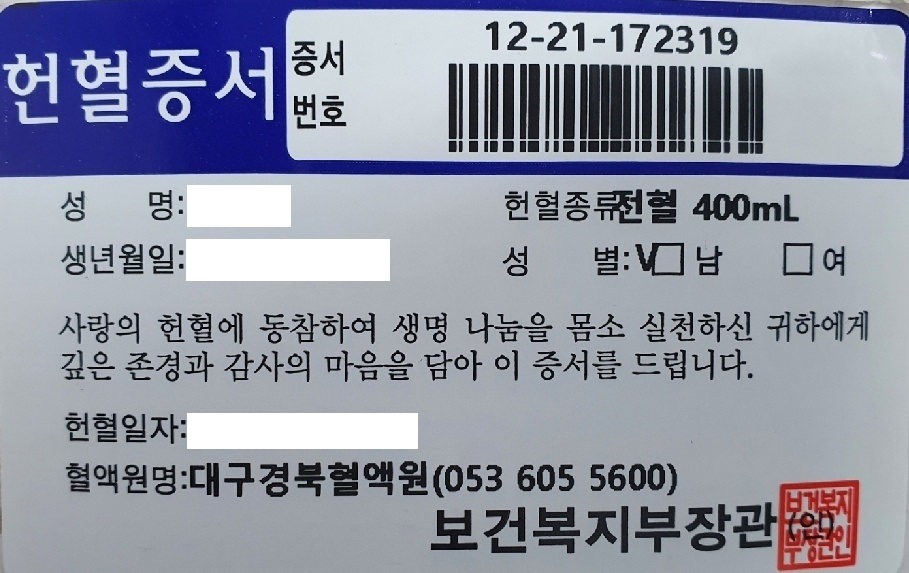 헌혈증서
증서
번호
12-21-172319
성 명:
헌혈종류전혈 400mL
생년월일:
성 별:V□남 □여
사랑의 헌혈에 동참하여 생명 나눔을 몸소 실천하신 귀하에게
깊은 존경과 감사의 마음을 담아 이 증서를 드립니다.
헌혈일자:
혈액원명:대구경북혈액원(053 605 5600)
보건복지부장관 (인)
보건복지
부장관인